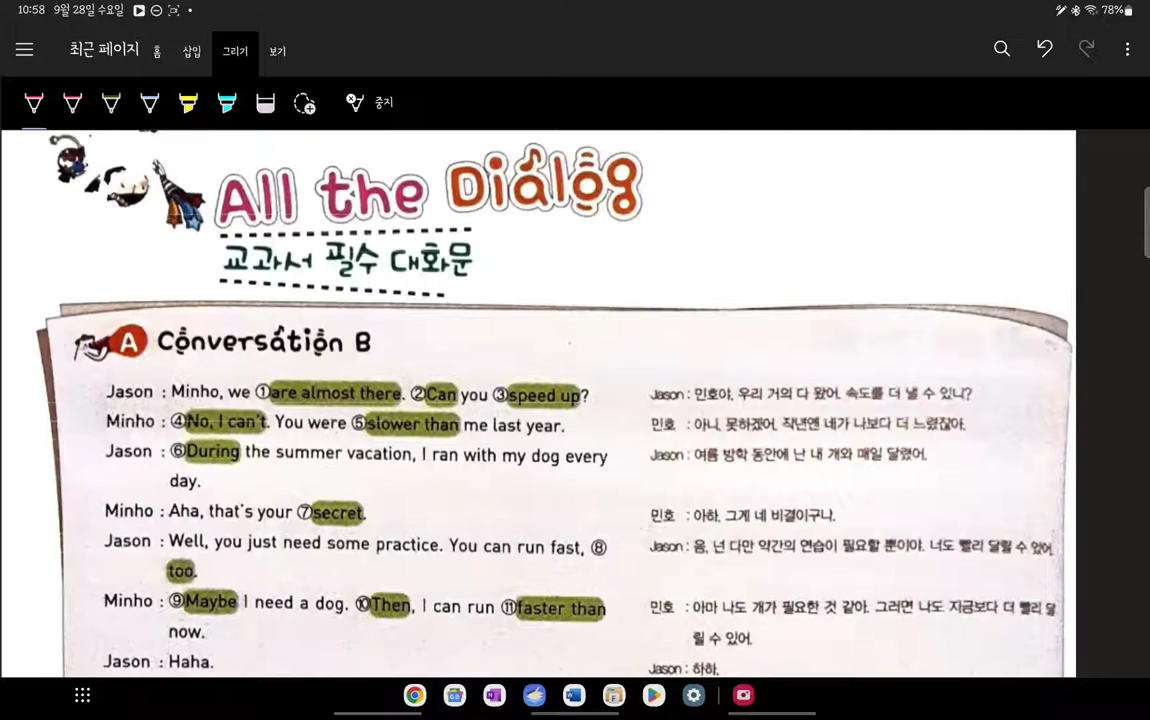 10:58 9월 28일 수요일
78%
최근 페이지 홈 삽입 그리기 보기
중지
All the Dialog
교과서 필수 대화문
A Conversation B
Jason : Minho, we ①are almost there. ②Can you ③speed up?
Jason : 민호야, 우리 거의 다 왔어. 속도를 더 낼 수 있니?
Minho : ④No, I can't. You were ⑤slower than me last year.
민호 : 아니, 못하겠어. 작년엔 네가 나보다 더 느렸잖아.
Jason : ⑥During the summer vacation, I ran with my dog every
Jason : 여름 방학 동안에 난 내 개와 매일 달렸어.
day.
Minho : Aha, that's your ⑦secret.
민호 : 아하, 그게 네 비결이구나.
Jason : Well, you just need some practice. You can run fast, ⑧
Jason : 음, 넌 다만 약간의 연습이 필요할 뿐이야. 너도 빨리 달릴 수 있어.
too.
Minho : ⑨Maybe I need a dog. ⑩Then, I can run ⑪faster than
민호 : 아마 나도 개가 필요한 것 같아. 그러면 나도 지금보다 더 빨리 달
now.
릴 수 있어.
Jason : Haha.
Jason : 하하.